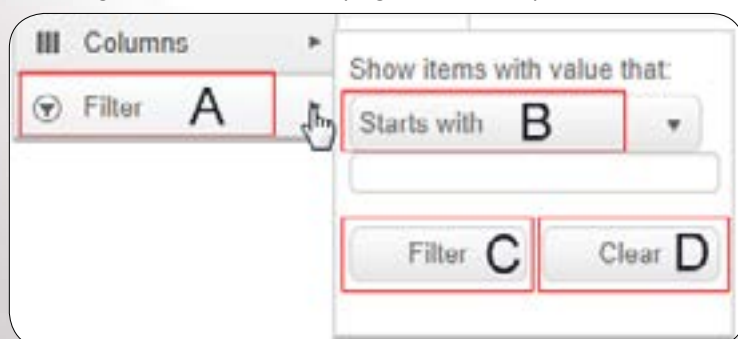 Columns
Filter A
Show items with value that:
Starts with B
Filter C
Clear D